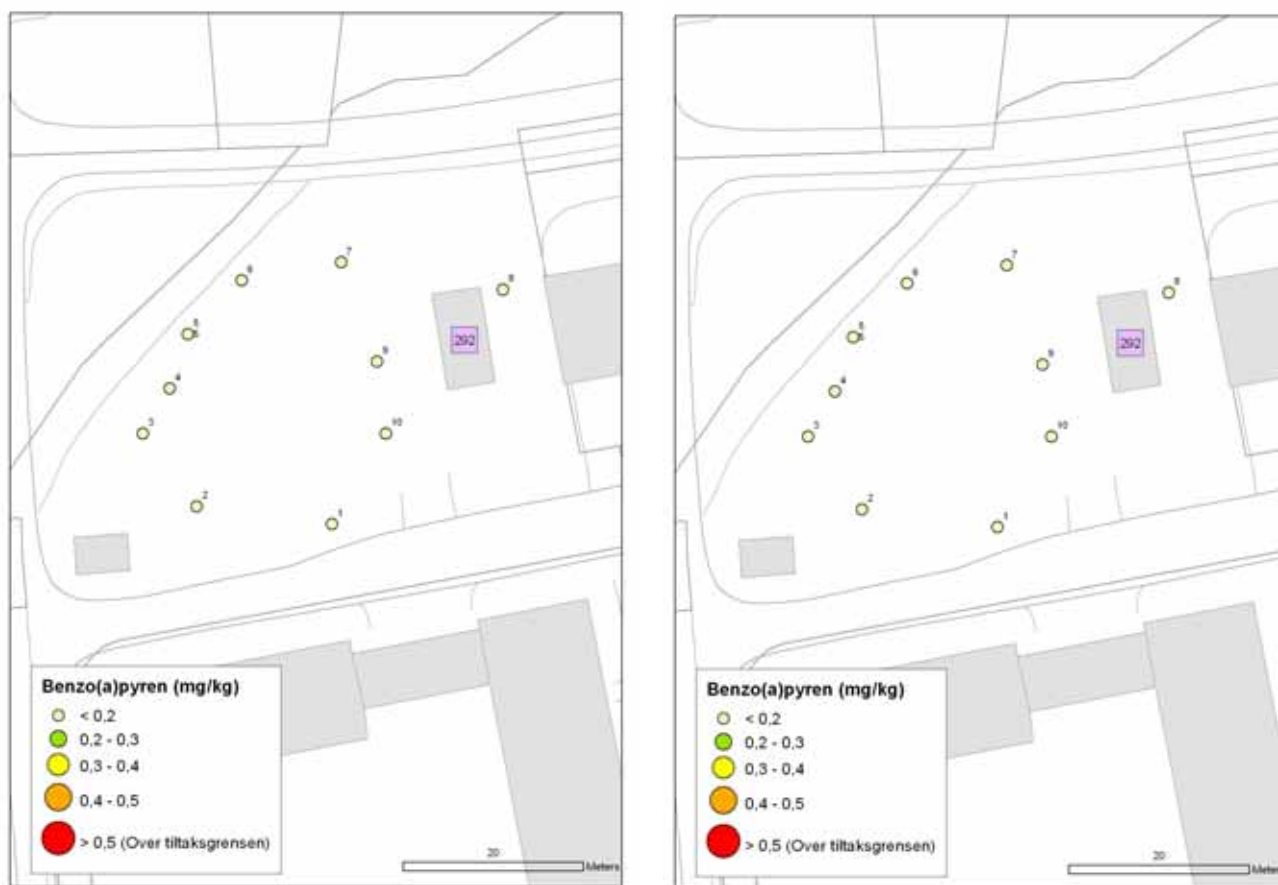 7
6
8
5
292
9
4
3
10
2
1
Benzo(a)pyren (mg/kg)
< 0,2
0,2 - 0,3
0,3 - 0,4
0,4 - 0,5
> 0,5 (Over tiltaksgrensen)
20
Meters
7
6
8
5
292
9
4
3
10
2
1
Benzo(a)pyren (mg/kg)
< 0,2
0,2 - 0,3
0,3 - 0,4
0,4 - 0,5
> 0,5 (Over tiltaksgrensen)
20
Meters